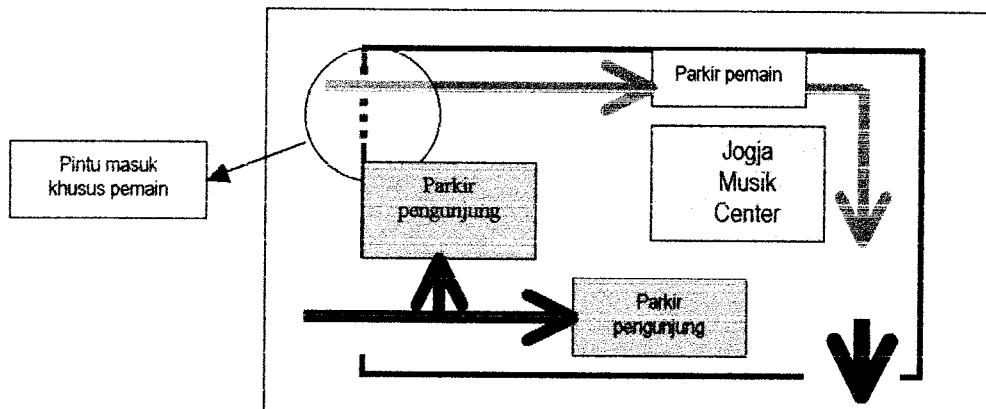 Parkir pemain
Pintu masuk
khusus pemain
Jogja
Musik
Center
Parkir
pengunjung
Parkir
pengunjung